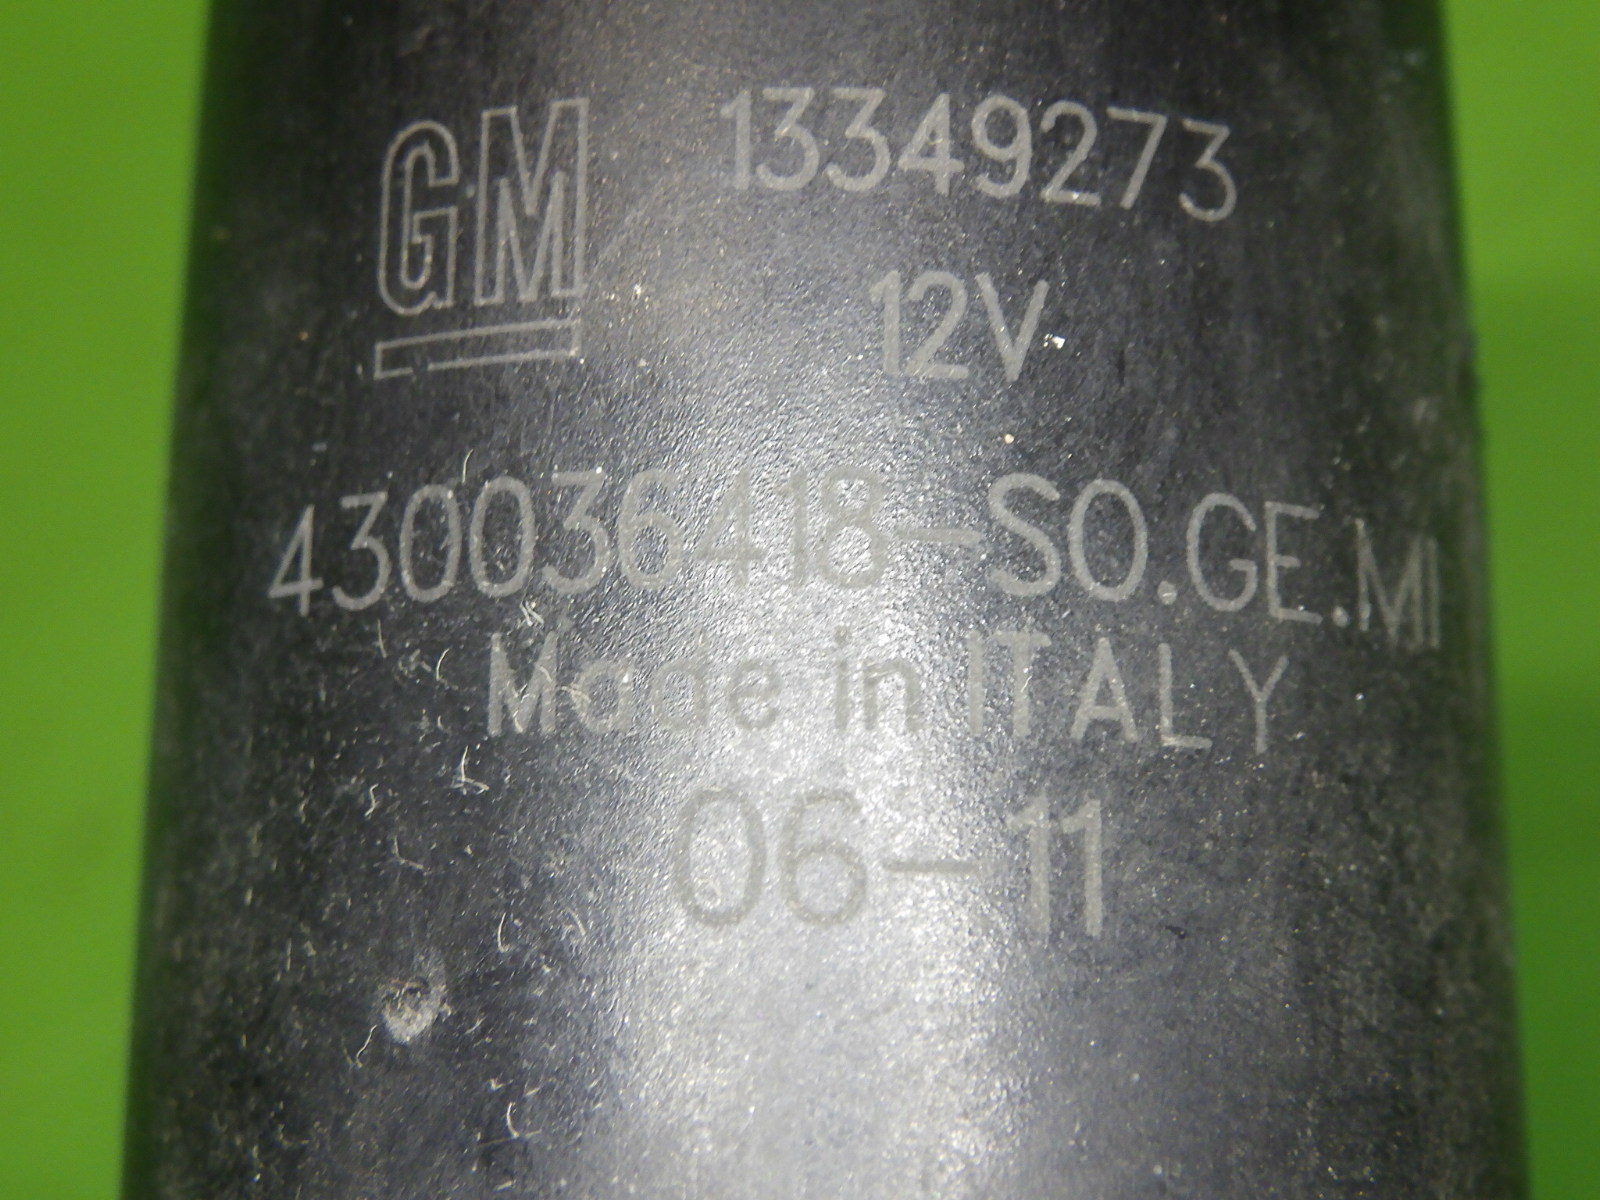 GM 13349273
12V
430036418-SO.GE.MI
Made in ITALY
06-11